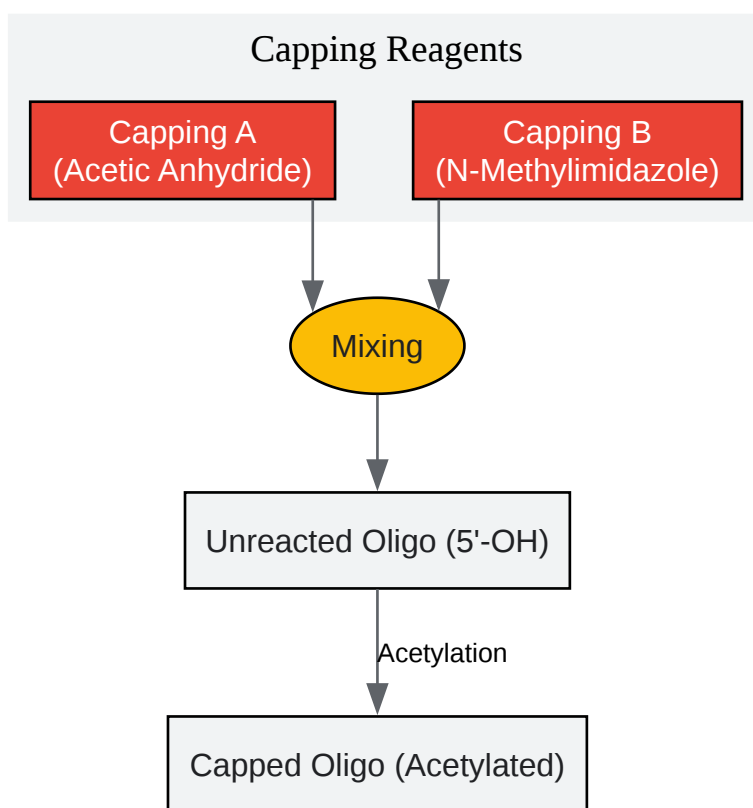 Capping Reagents
Capping A
(Acetic Anhydride)
Capping B
(N-Methylimidazole)
Mixing
Unreacted Oligo (5'-OH)
Acetylation
Capped Oligo (Acetylated)